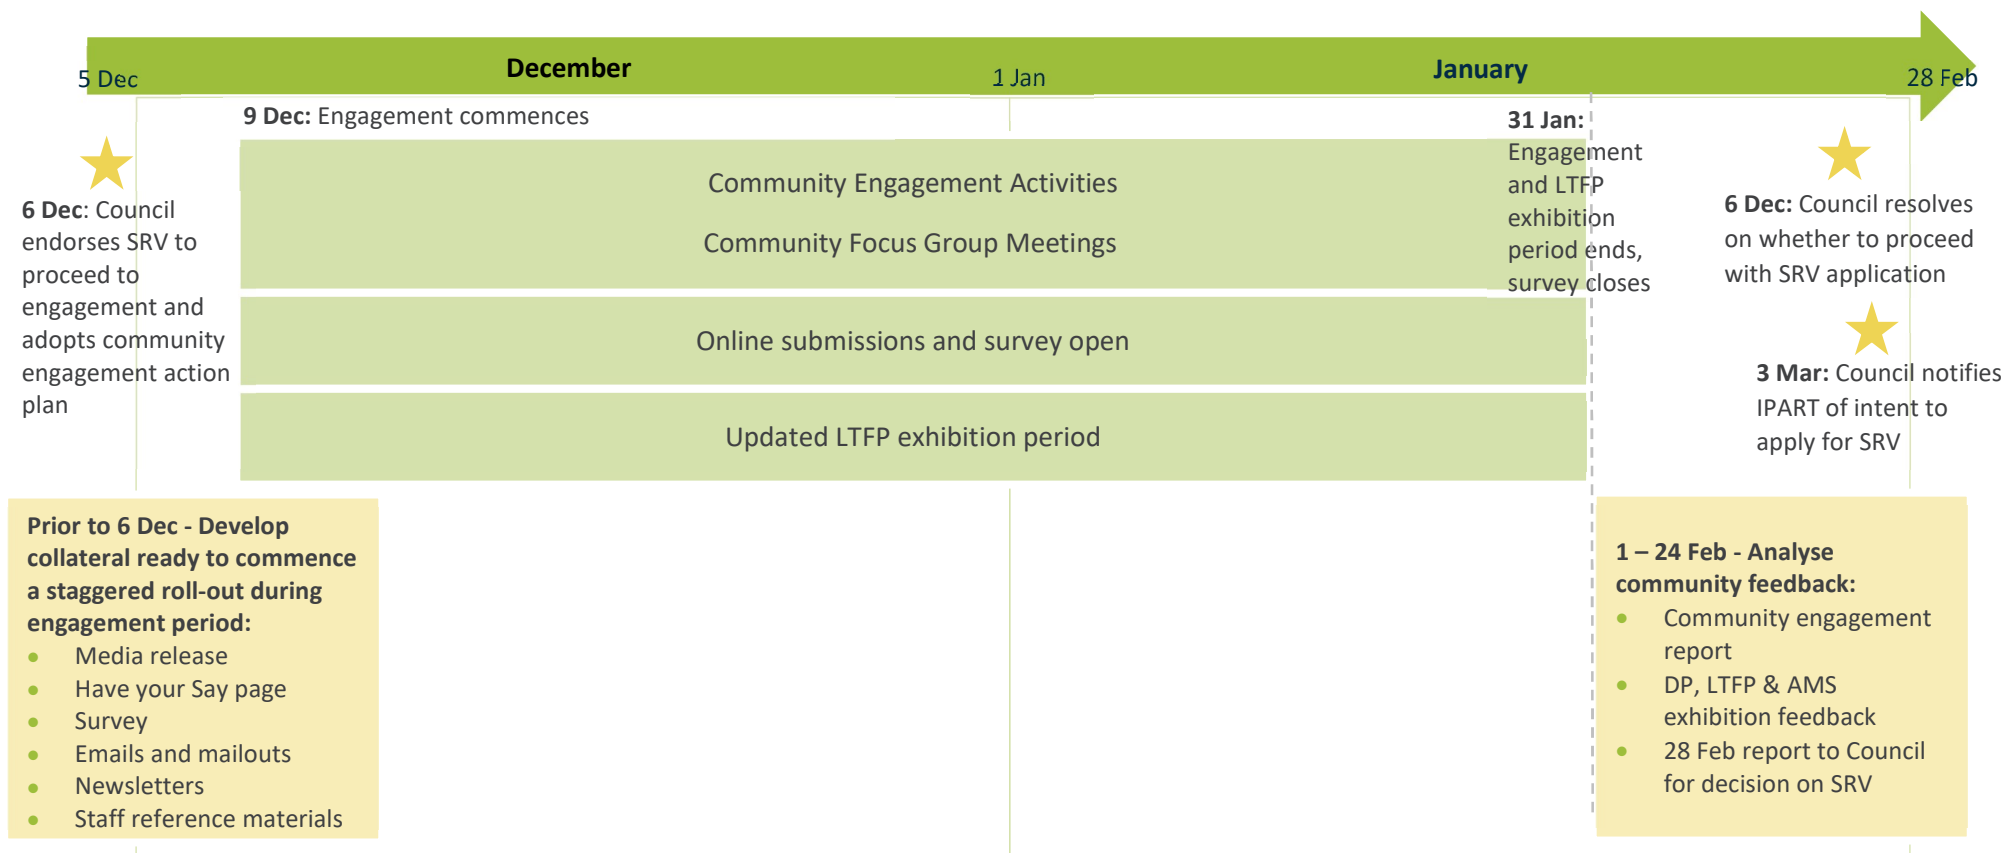 5 Dec
December
1 Jan
January
28 Feb
9 Dec: Engagement commences
6 Dec: Council
endorses SRV to
proceed to
engagement and
adopts community
engagement action
plan
Community Engagement Activities
Community Focus Group Meetings
Online submissions and survey open
Updated LTFP exhibition period
31 Jan:
Engagement
and LTFP
exhibition
period ends,
survey closes
6 Dec: Council resolves
on whether to proceed
with SRV application
3 Mar: Council notifies
IPART of intent to
apply for SRV
Prior to 6 Dec - Develop
collateral ready to commence
a staggered roll-out during
engagement period:
• Media release
• Have your Say page
• Survey
• Emails and mailouts
• Newsletters
• Staff reference materials
1 – 24 Feb - Analyse
community feedback:
• Community engagement
report
• DP, LTFP & AMS
exhibition feedback
• 28 Feb report to Council
for decision on SRV